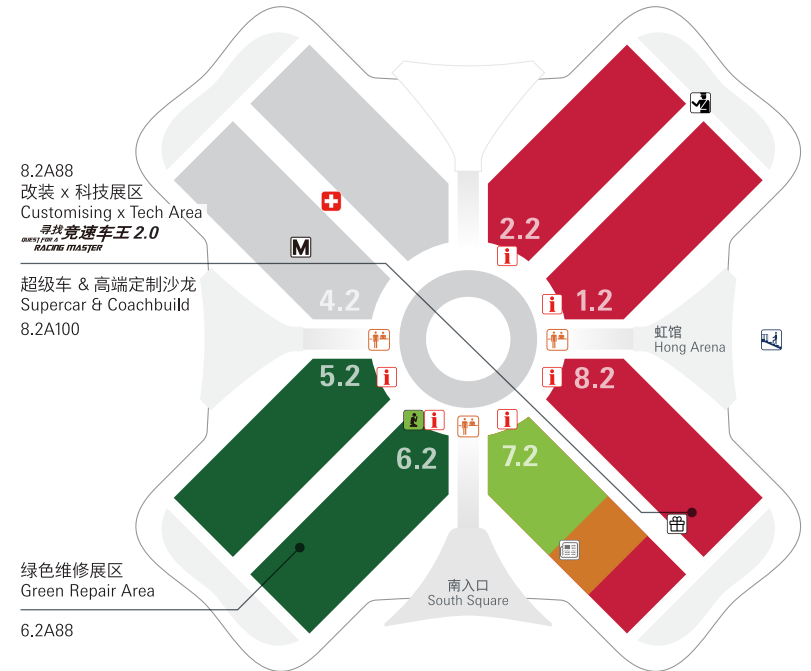 8.2A88
改装 x 科技展区
Customising x Tech Area
寻找竞速车王 2.0
QUEST FOR A RACING MASTER
超级车 & 高端定制沙龙
Supercar & Coachbuild
8.2A100
M
2.2
i
i
1.2
4.2
虹馆
Hong Arena
5.2
i
i
8.2
i
i
6.2
7.2
绿色维修展区
Green Repair Area
6.2A88
南入口
South Square